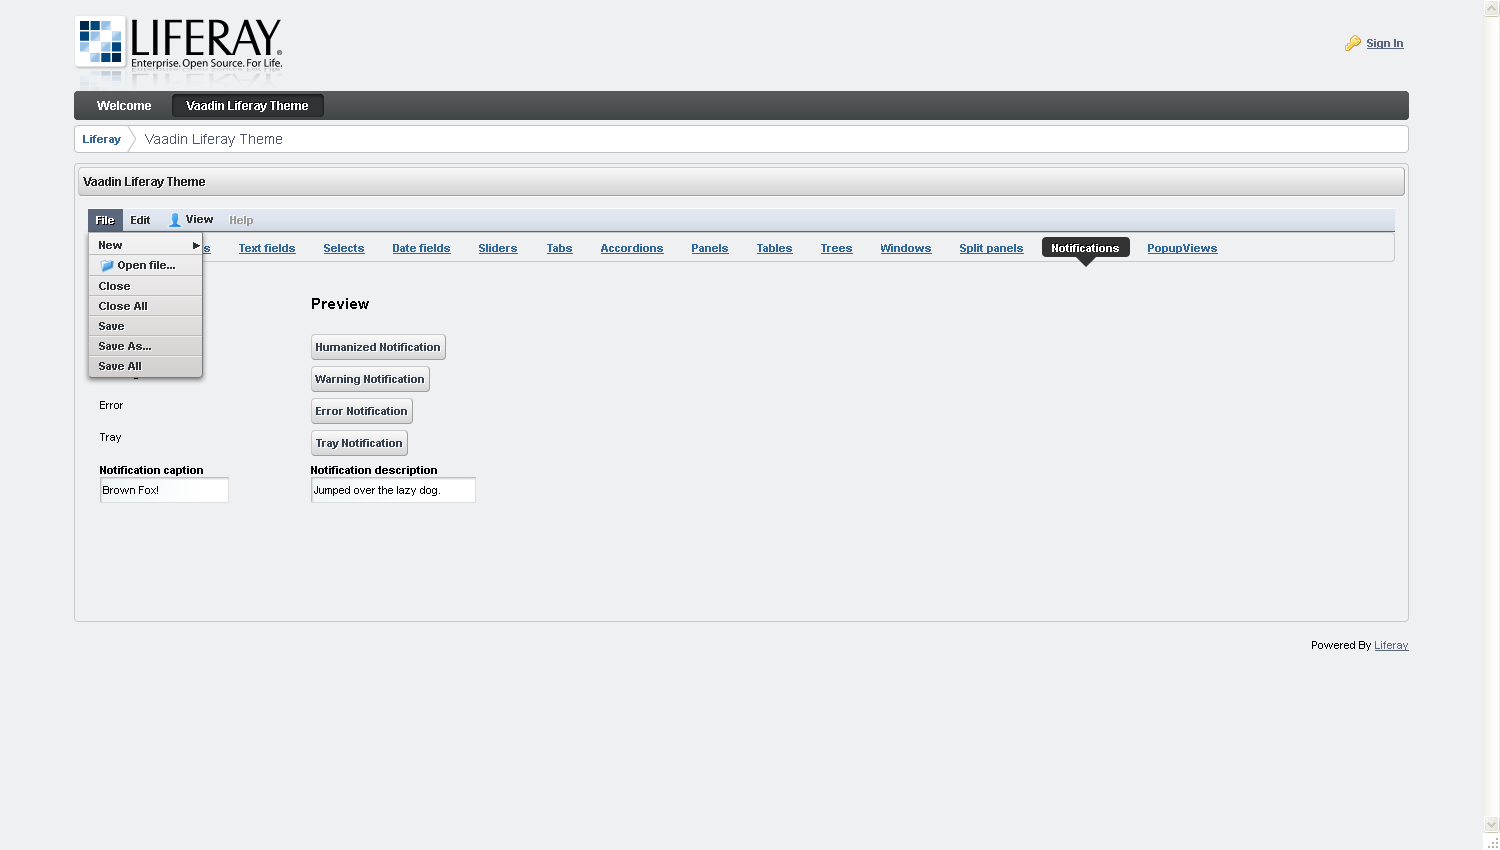 LIFERAY
Enterprise. Open Source. For Life.
Sign In
Welcome
Vaadin Liferay Theme
Liferay
Vaadin Liferay Theme
Vaadin Liferay Theme
File
Edit
View
Help
New
Open file...
Close
Close All
Save
Save As...
Save All
Text fields
Selects
Date fields
Sliders
Tabs
Accordions
Panels
Tables
Trees
Windows
Split panels
Notifications
PopupViews
Preview
Humanized Notification
Warning Notification
Error
Error Notification
Tray
Tray Notification
Notification caption
Notification description
Brown Fox!
Jumped over the lazy dog.
Powered By Liferay